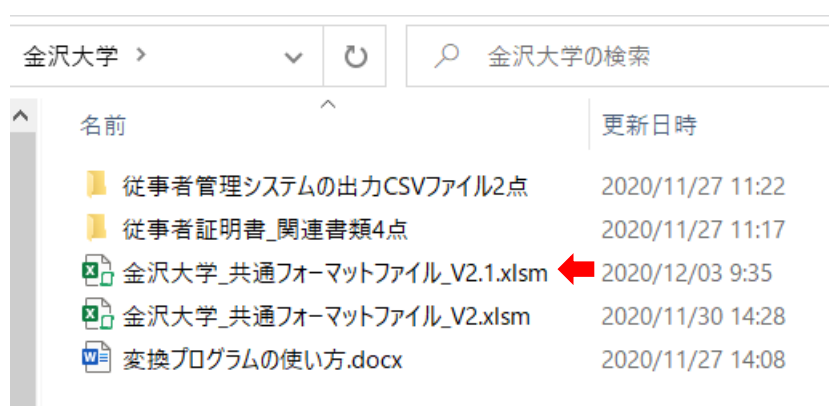 金沢大学
金沢大学の検索
名前 更新日時
従事者管理システムの出力CSVファイル2点 2020/11/27 11:22
従事者証明書_関連書類4点 2020/11/27 11:17
金沢大学_共通フォーマットファイル_V2.1.xlsm 2020/12/03 9:35
金沢大学_共通フォーマットファイル_V2.xlsm 2020/11/30 14:28
変換プログラムの使い方.docx 2020/11/27 14:08